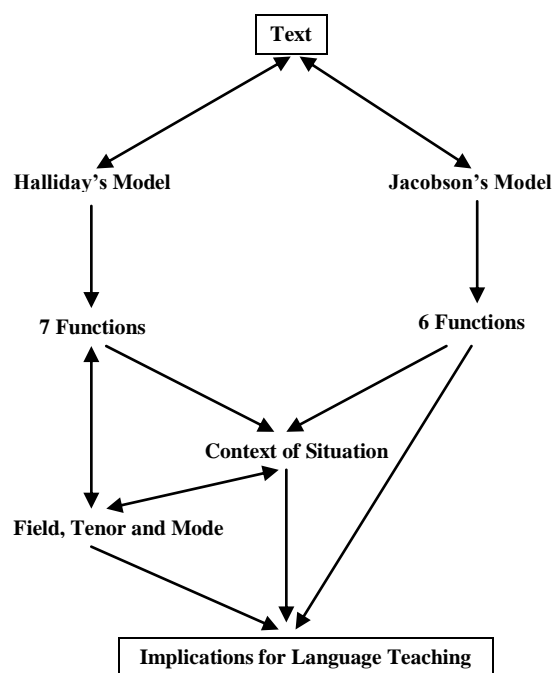 Text
Halliday's Model
Jacobson's Model
7 Functions
6 Functions
Context of Situation
Field, Tenor and Mode
Implications for Language Teaching